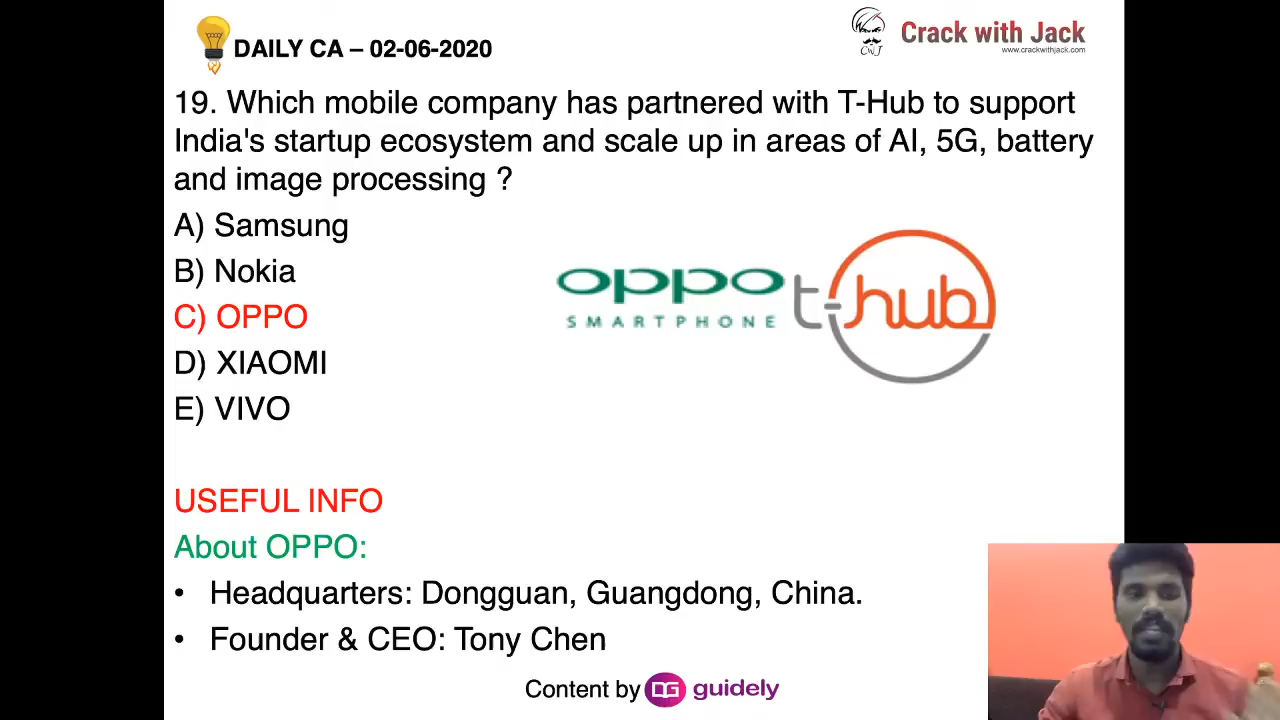 DAILY CA – 02-06-2020
Crack with Jack
www.crackwithjack.com
CWJ
19. Which mobile company has partnered with T-Hub to support
India's startup ecosystem and scale up in areas of AI, 5G, battery
and image processing ?
A) Samsung
B) Nokia
C) OPPO
D) XIAOMI
E) VIVO
oppo
SMARTPHONE
t-hub
USEFUL INFO
About OPPO:
• Headquarters: Dongguan, Guangdong, China.
• Founder & CEO: Tony Chen
Content by DG guidely